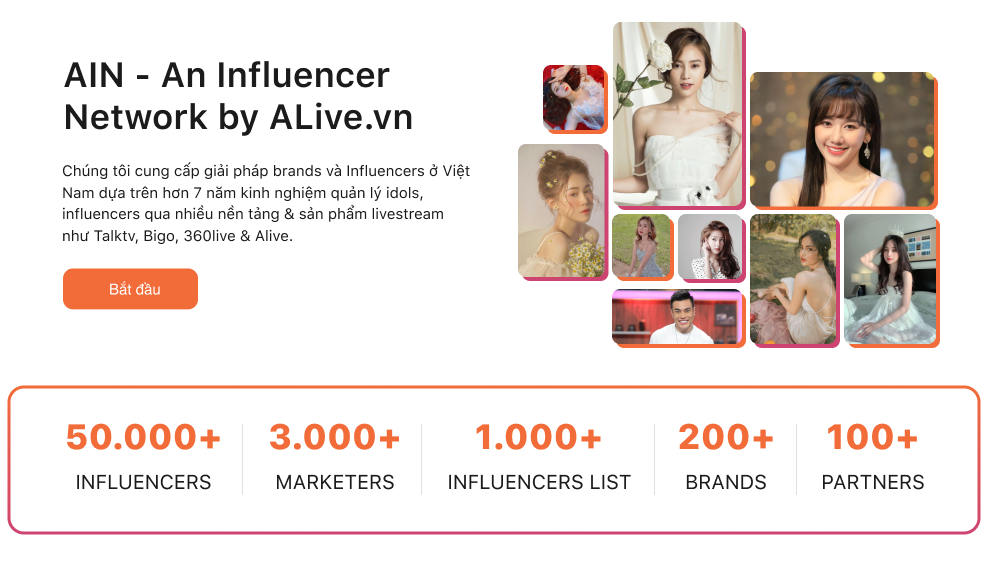 AIN - An Influencer
Network by ALive.vn
Chúng tôi cung cấp giải pháp brands và Influencers ở Việt
Nam dựa trên hơn 7 năm kinh nghiệm quản lý idols,
influencers qua nhiều nền tảng & sản phẩm livestream
như Talktv, Bigo, 360live & Alive.
Bắt đầu
50.000+
INFLUENCERS
3.000+
MARKETERS
1.000+
INFLUENCERS LIST
200+
BRANDS
100+
PARTNERS